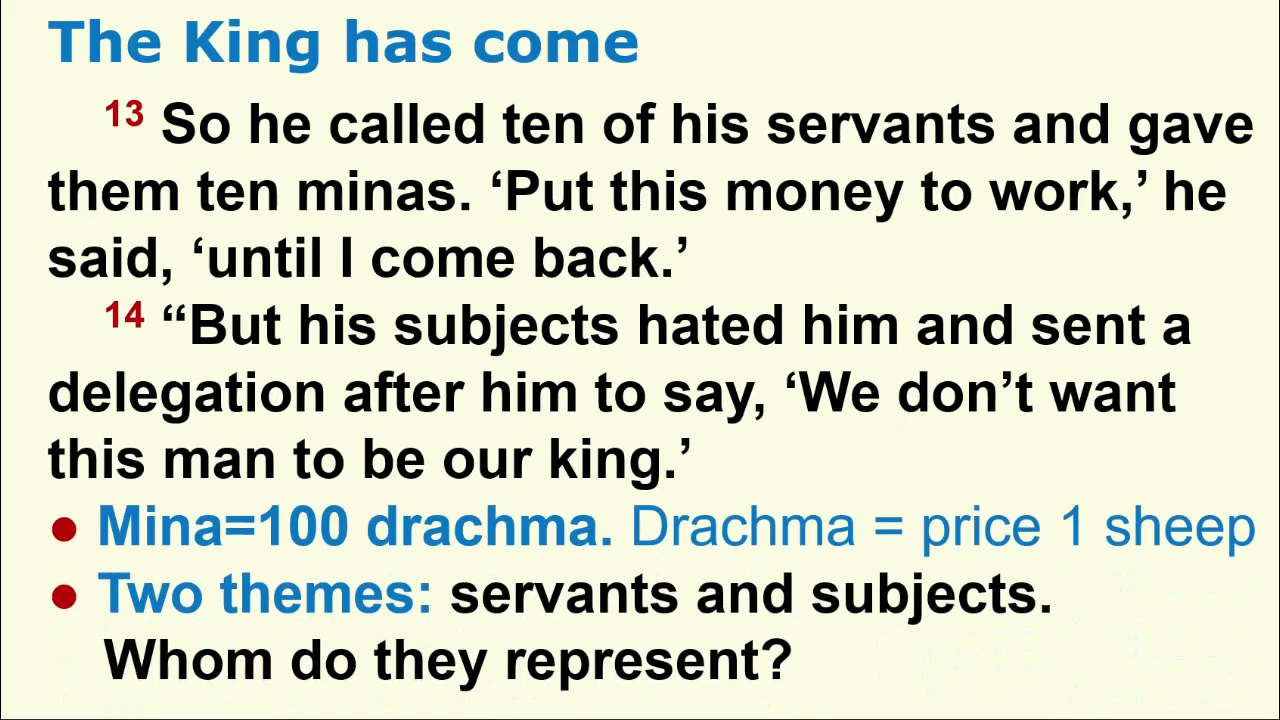 The King has come
13 So he called ten of his servants and gave
them ten minas. ‘Put this money to work,’ he
said, ‘until I come back.’
14 “But his subjects hated him and sent a
delegation after him to say, ‘We don’t want
this man to be our king.’
● Mina=100 drachma. Drachma = price 1 sheep
● Two themes: servants and subjects.
Whom do they represent?